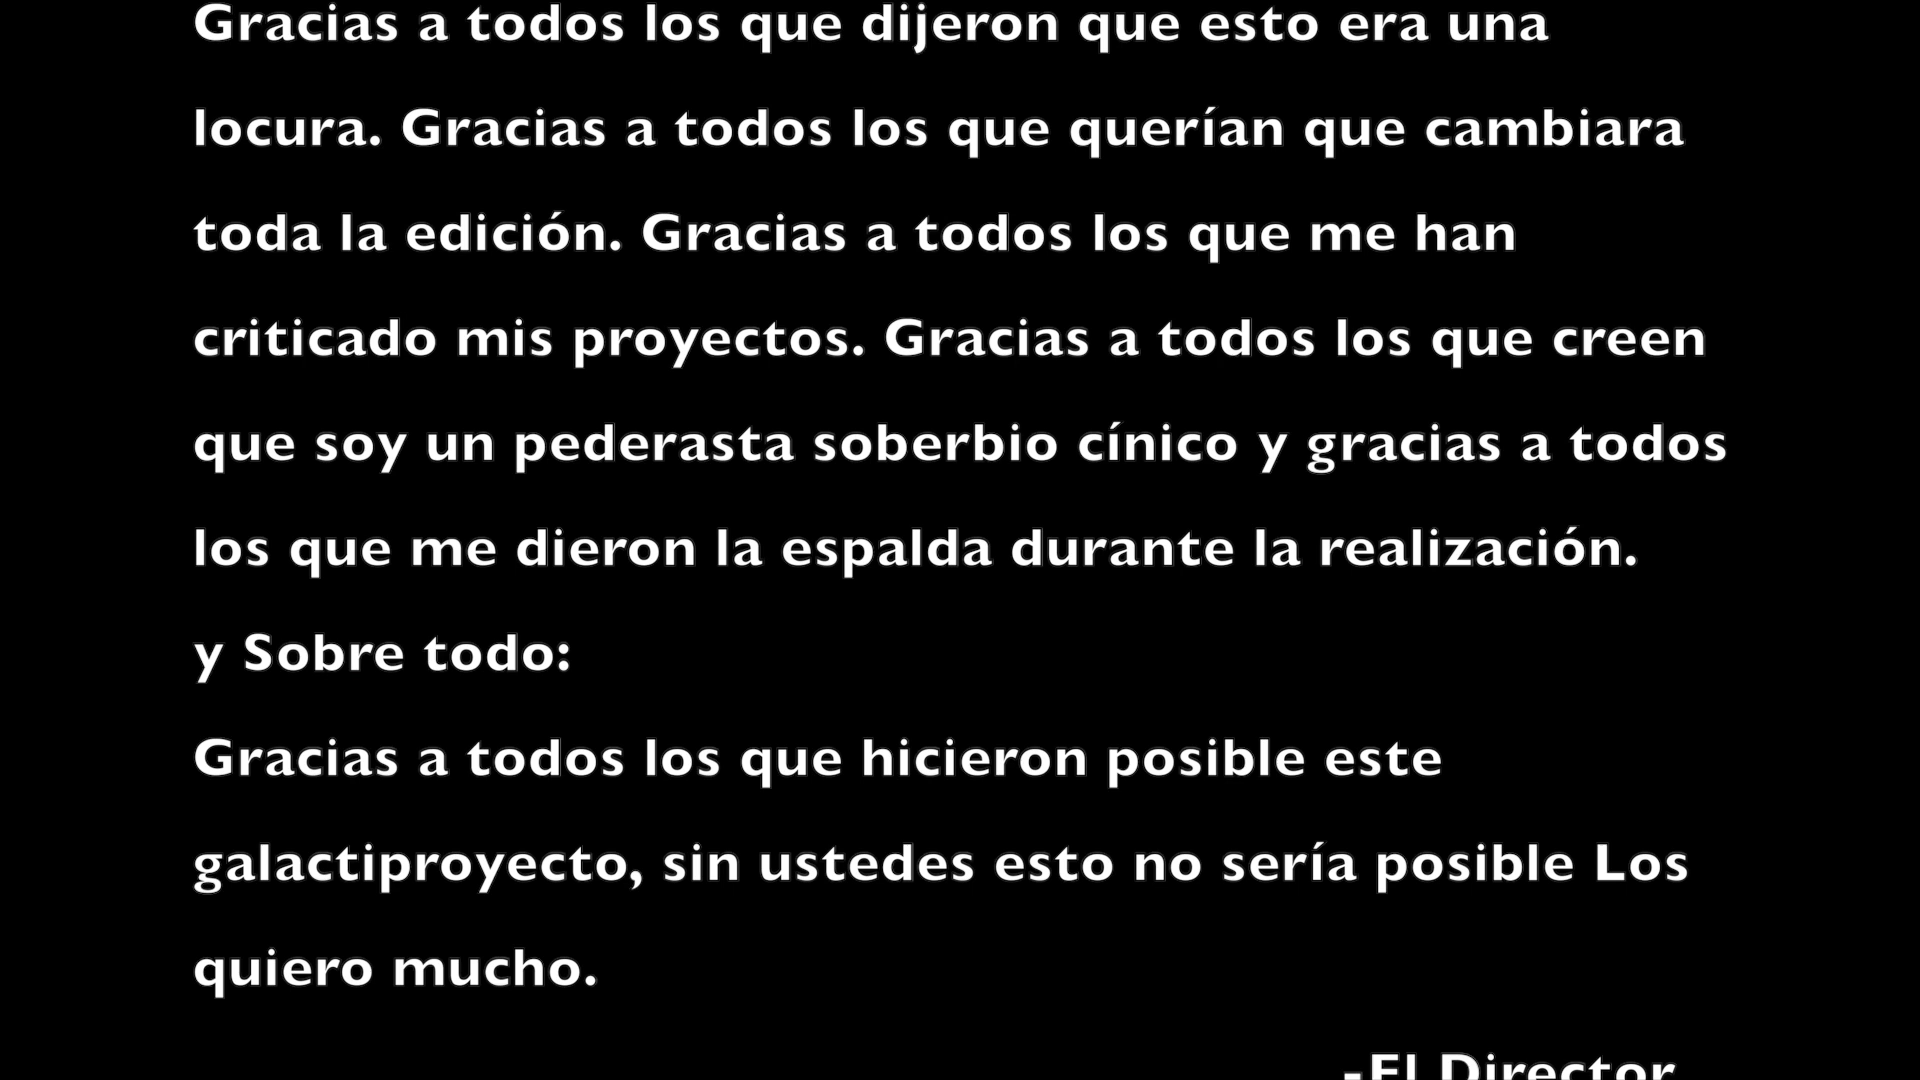 Gracias a todos los que dijeron que esto era una
locura. Gracias a todos los que querían que cambiara
toda la edición. Gracias a todos los que me han
criticado mis proyectos. Gracias a todos los que creen
que soy un pederasta soberbio cínico y gracias a todos
los que me dieron la espalda durante la realización.
y Sobre todo:
Gracias a todos los que hicieron posible este
galactiproyecto, sin ustedes esto no sería posible Los
quiero mucho.
-El Director